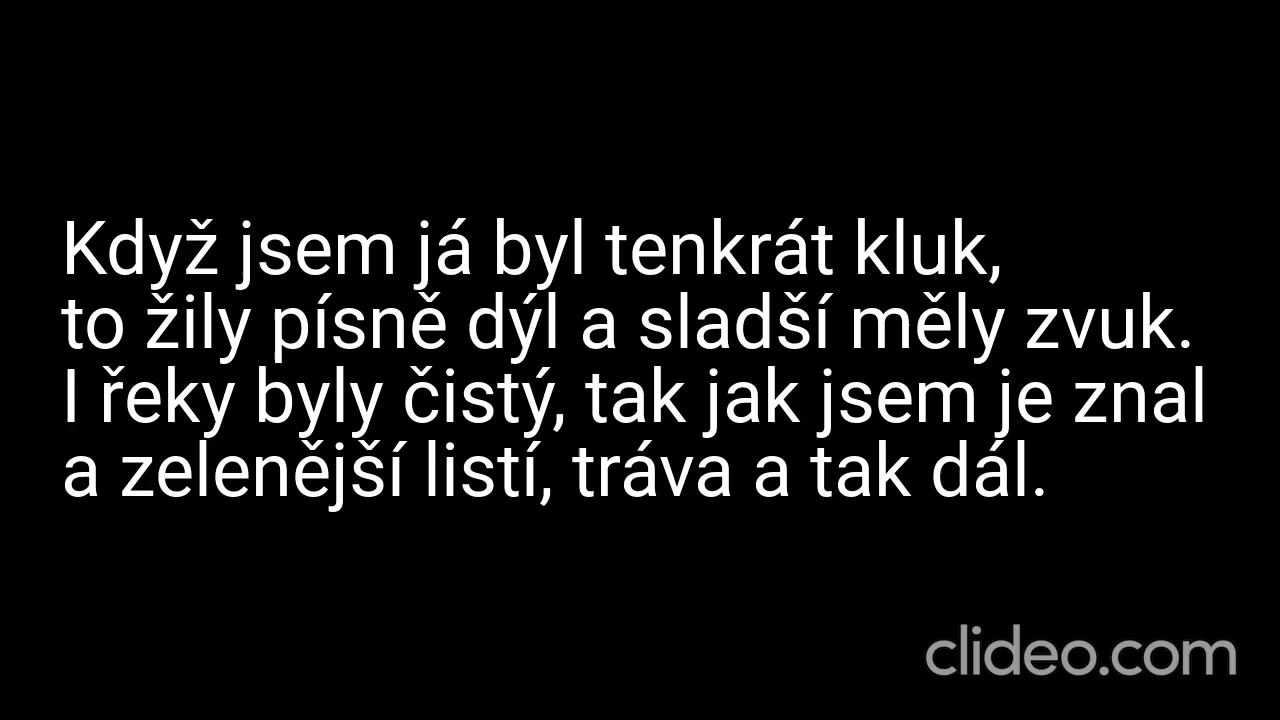 Když jsem já byl tenkrát kluk,
to žily písně dýl a sladší měly zvuk.
I řeky byly čistý, tak jak jsem je znal
a zelenější listí, tráva a tak dál.
clideo.com